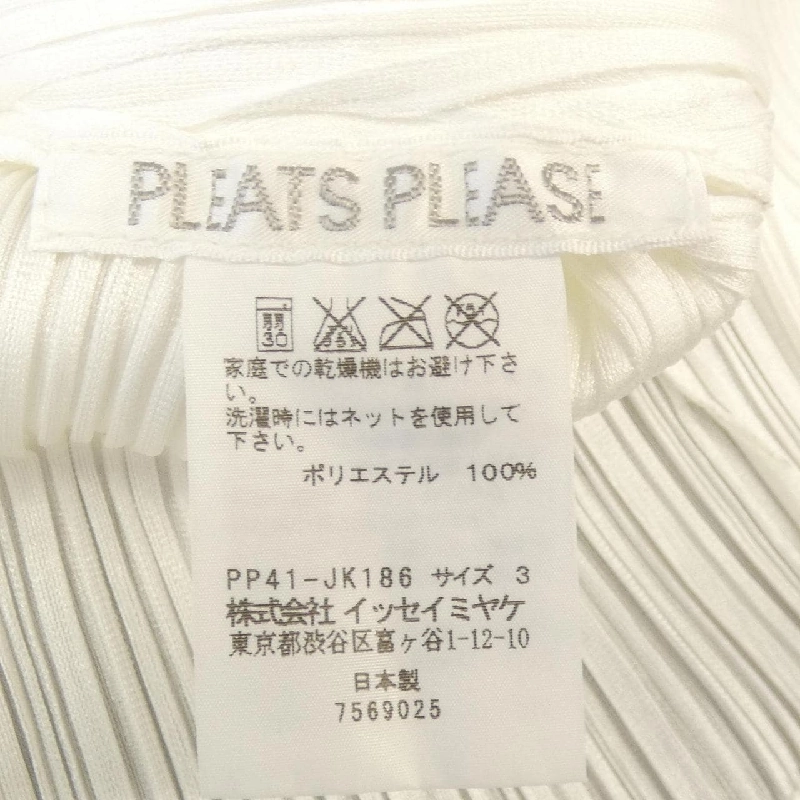 PLEATS PLEASE
弱
30
家庭での乾燥機はお避け下さ
い。
洗濯時にはネットを使用して
下さい。
ポリエステル 100%
PP41-JK186 サイズ 3
株式会社 イッセイミヤケ
東京都渋谷区富ヶ谷1-12-10
日本製
7569025